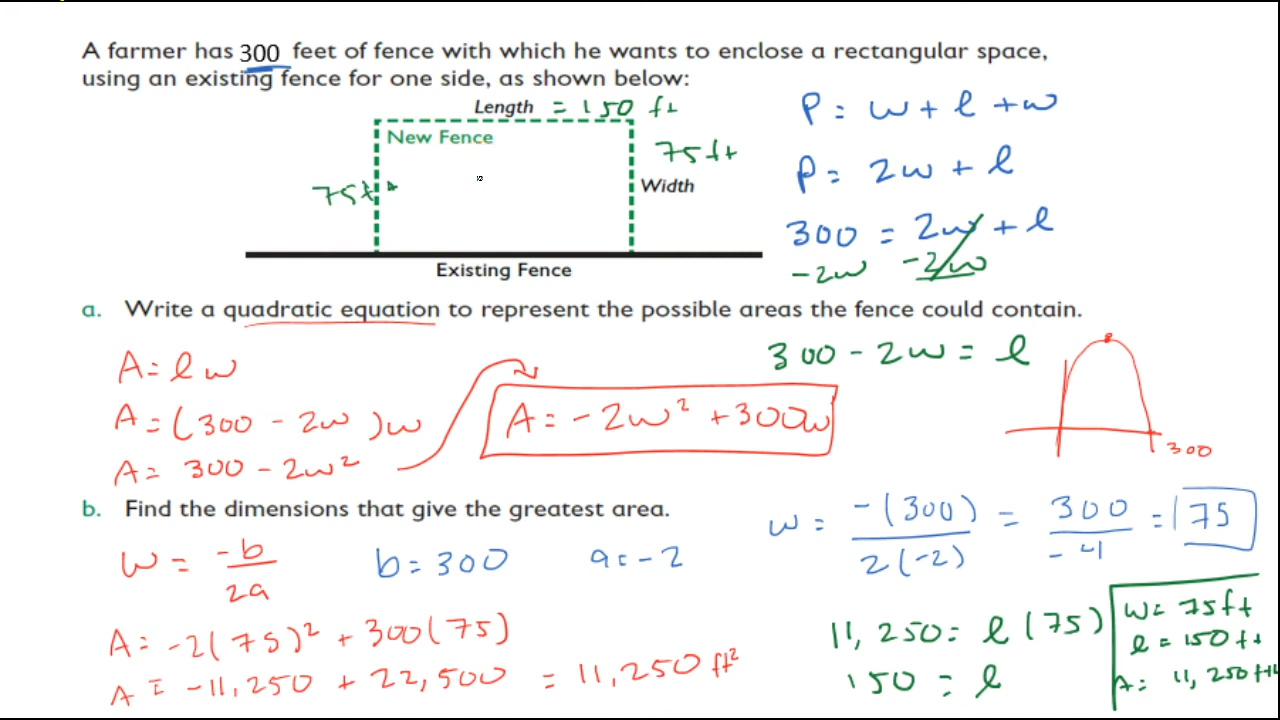 A farmer has 300 feet of fence with which he wants to enclose a rectangular space,
using an existing fence for one side, as shown below:
Length = 150 ft
New Fence
75 ft
75 ft
Width
Existing Fence
P = w + l + w
P = 2w + l
300 = 2w + l
-2w -2w
a. Write a quadratic equation to represent the possible areas the fence could contain.
300 - 2w = l
A = lw
A = (300 - 2w)w
A = 300 - 2w²
A = -2w² + 300w
300
b. Find the dimensions that give the greatest area.
w = -b/2a
b = 300
a = -2
w = -(300)/2(-2) = 300/-4 = 75
A = -2(75)² + 300(75)
A = -11,250 + 22,500 = 11,250 ft²
11,250 = l(75)
150 = l
w = 75ft
l = 150ft
A = 11,250